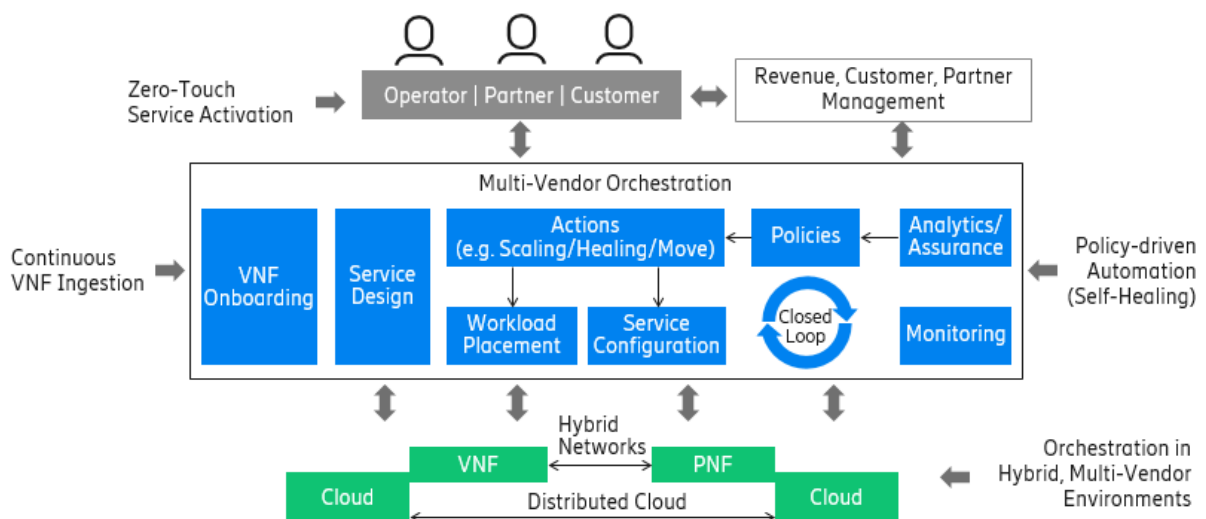 Zero-Touch
Service Activation
Operator | Partner | Customer
Revenue, Customer, Partner
Management
Multi-Vendor Orchestration
Continuous
VNF Ingestion
VNF
Onboarding
Service
Design
Actions
(e.g. Scaling/Healing/Move)
Policies
Analytics/
Assurance
Workload
Placement
Service
Configuration
Closed
Loop
Monitoring
Policy-driven
Automation
(Self-Healing)
Hybrid
Networks
VNF
PNF
Cloud
Distributed Cloud
Cloud
Orchestration in
Hybrid, Multi-Vendor
Environments